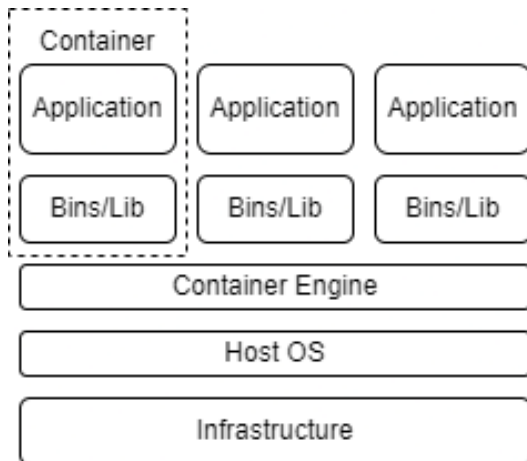 Container
Application Application Application
Bins/Lib Bins/Lib Bins/Lib
Container Engine
Host OS
Infrastructure